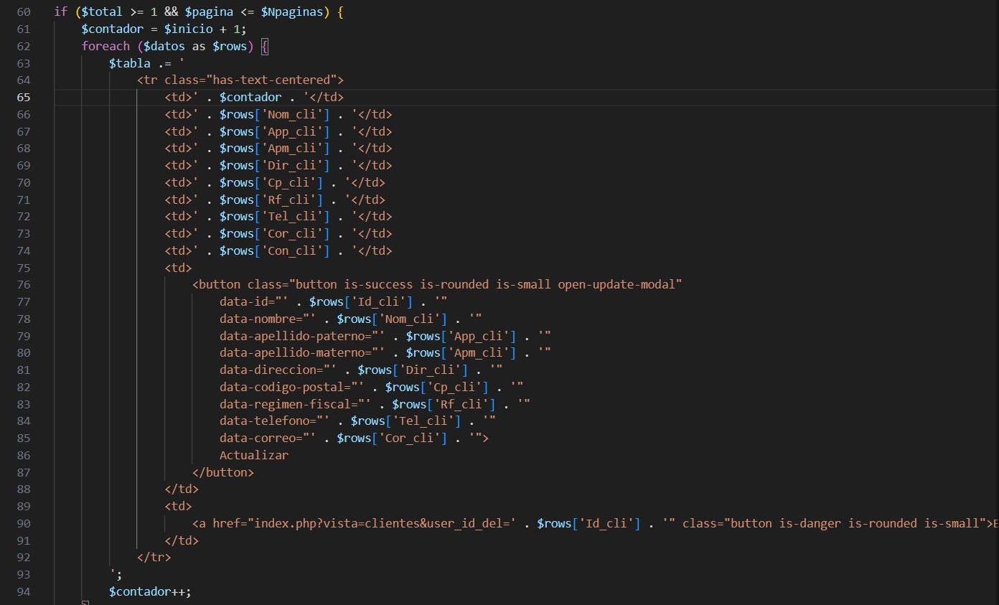 60 if ($total >= 1 && $pagina <= $Npaginas) {
61     $contador = $inicio + 1;
62     foreach ($datos as $rows) {
63         $tabla .= '
64             <tr class="has-text-centered">
65                 <td>' . $contador . '</td>
66                 <td>' . $rows['Nom_cli'] . '</td>
67                 <td>' . $rows['App_cli'] . '</td>
68                 <td>' . $rows['Apm_cli'] . '</td>
69                 <td>' . $rows['Dir_cli'] . '</td>
70                 <td>' . $rows['Cp_cli'] . '</td>
71                 <td>' . $rows['Rf_cli'] . '</td>
72                 <td>' . $rows['Tel_cli'] . '</td>
73                 <td>' . $rows['Cor_cli'] . '</td>
74                 <td>' . $rows['Con_cli'] . '</td>
75                 <td>
76                     <button class="button is-success is-rounded is-small open-update-modal"
77                         data-id="' . $rows['Id_cli'] . '"
78                         data-nombre="' . $rows['Nom_cli'] . '"
79                         data-apellido-paterno="' . $rows['App_cli'] . '"
80                         data-apellido-materno="' . $rows['Apm_cli'] . '"
81                         data-direccion="' . $rows['Dir_cli'] . '"
82                         data-codigo-postal="' . $rows['Cp_cli'] . '"
83                         data-regimen-fiscal="' . $rows['Rf_cli'] . '"
84                         data-telefono="' . $rows['Tel_cli'] . '"
85                         data-correo="' . $rows['Cor_cli'] . '">
86                         Actualizar
87                     </button>
88                 </td>
89                 <td>
90                     <a href="index.php?vista=clientes&user_id_del=' . $rows['Id_cli'] . '" class="button is-danger is-rounded is-small">
91                 </td>
92             </tr>
93         ';
94         $contador++;